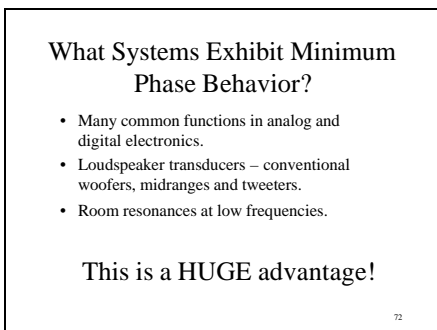 What Systems Exhibit Minimum
Phase Behavior?
• Many common functions in analog and
digital electronics.
• Loudspeaker transducers – conventional
woofers, midranges and tweeters.
• Room resonances at low frequencies.
This is a HUGE advantage!
72